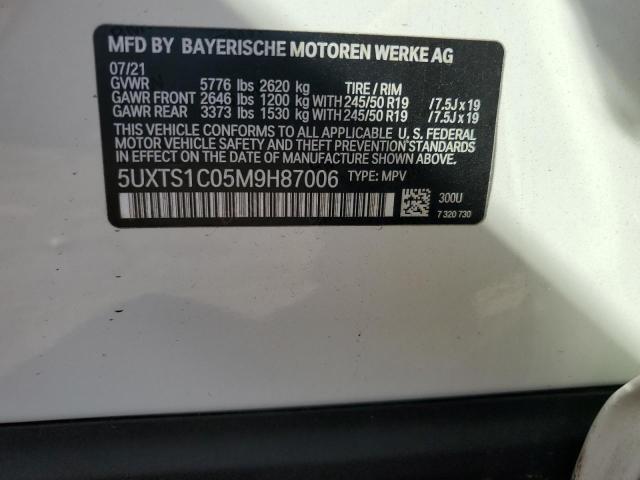 MFD BY BAYERISCHE MOTOREN WERKE AG
07/21
GVWR 5776 lbs 2620 kg TIRE / RIM
GAWR FRONT 2646 lbs 1200 kg WITH 245/50 R19 /7.5J x 19
GAWR REAR 3373 lbs 1530 kg WITH 245/50 R19 /7.5J x 19
THIS VEHICLE CONFORMS TO ALL APPLICABLE U. S. FEDERAL
MOTOR VEHICLE SAFETY, BUMPER, AND THEFT PREVENTION
STANDARDS IN EFFECT ON THE DATE OF MANUFACTURE SHOWN ABOVE.
5UXTS1C05M9H87006 TYPE: MPV
300U
7 320 730